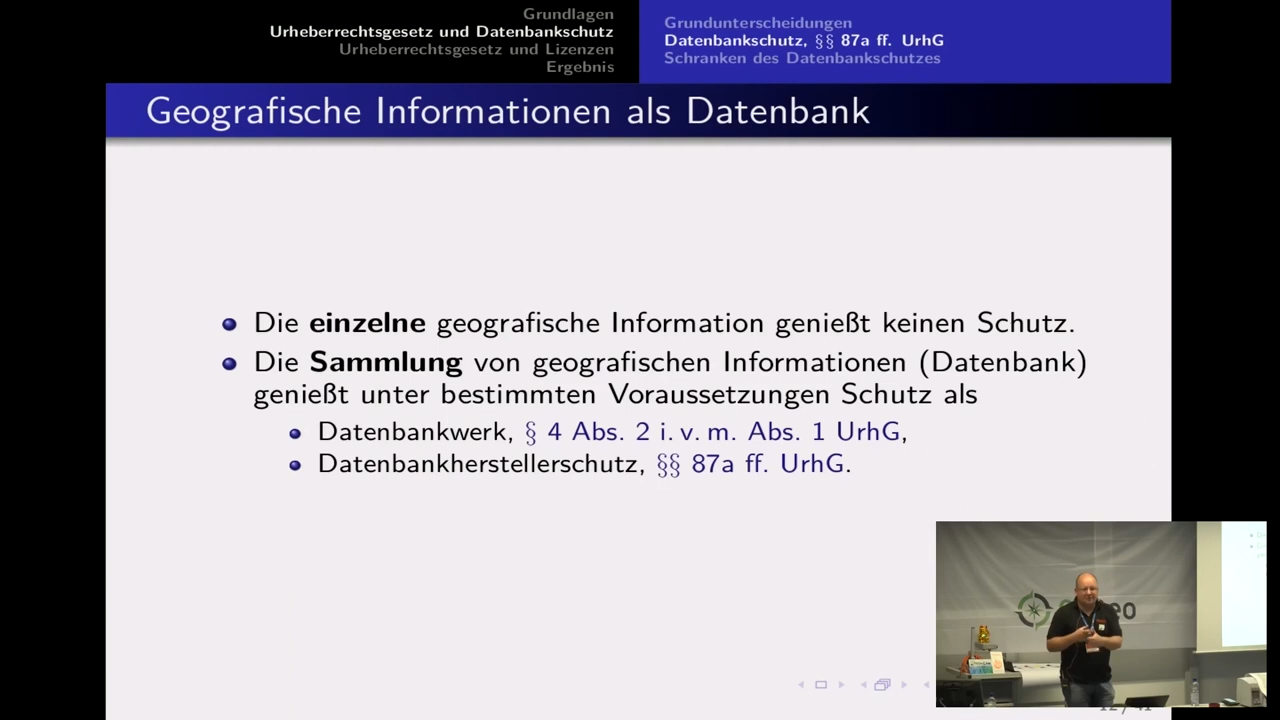 Grundlagen
Urheberrechtsgesetz und Datenbankschutz
Urheberrechtsgesetz und Lizenzen
Ergebnis
Grundunterscheidungen
Datenbankschutz, §§ 87a ff. UrhG
Schranken des Datenbankschutzes
Geografische Informationen als Datenbank
Die einzelne geografische Information genießt keinen Schutz.
Die Sammlung von geografischen Informationen (Datenbank)
genießt unter bestimmten Voraussetzungen Schutz als
Datenbankwerk, § 4 Abs. 2 i. v. m. Abs. 1 UrhG,
Datenbankherstellerschutz, §§ 87a ff. UrhG.